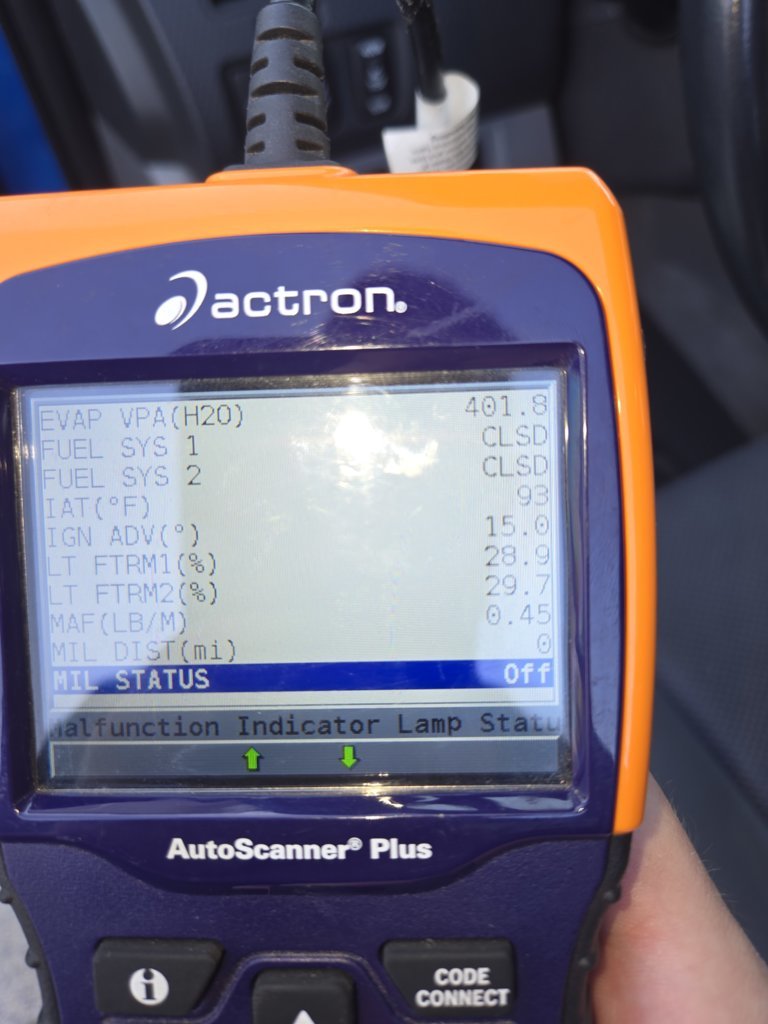 actron®
EVAP VPA(H2O) 401.8
FUEL SYS 1 CLSD
FUEL SYS 2 CLSD
IAT(°F) 93
IGN ADV(°) 15.0
LT FTRM1(%) 28.9
LT FTRM2(%) 29.7
MAF(LB/M) 0.45
MIL DIST(mi) 0
MIL STATUS Off
alfunction Indicator Lamp Statu
AutoScanner® Plus
i
CODE
CONNECT